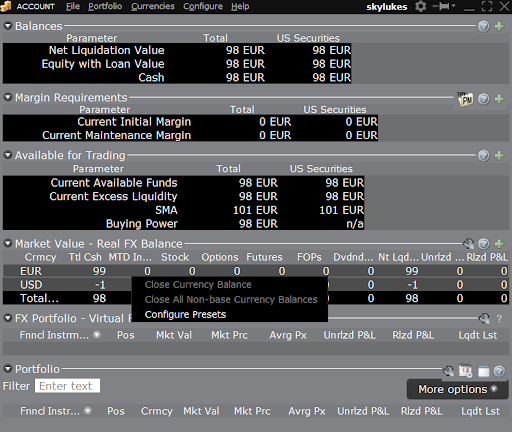 ACCOUNT File Portfolio Currencies Configure Help skylukes
Balances
Parameter Total US Securities
Net Liquidation Value 98 EUR 98 EUR
Equity with Loan Value 98 EUR 98 EUR
Cash 98 EUR 98 EUR
Margin Requirements
Parameter Total US Securities
Current Initial Margin 0 EUR 0 EUR
Current Maintenance Margin 0 EUR 0 EUR
Available for Trading
Parameter Total US Securities
Current Available Funds 98 EUR 98 EUR
Current Excess Liquidity 98 EUR 98 EUR
SMA 101 EUR 101 EUR
Buying Power 98 EUR n/a
Market Value - Real FX Balance
Crrncy Ttl Csh MTD In... Stock Options Futures FOPs Dvdnd... Nt Lqd... Unrlzd ... Rlzd P&L
EUR 99 0 0 0 0 0 0 99 0 0
USD -1 0 -1 0 0
Close Currency Balance
Total... 98 0 98 0 0
Close All Non-base Currency Balances
Configure Presets
FX Portfolio - Virtual F
Fnncl Instr... Pos Mkt Val Mkt Prc Avrg Px Unrlzd P&L Rlzd P&L Lqdt Lst
Portfolio
Filter Enter text More options
Fnncl Instr... Pos Crrncy Mkt Val Mkt Prc Avrg Px Unrlzd P&L Rlzd P&L Lqdt Lst